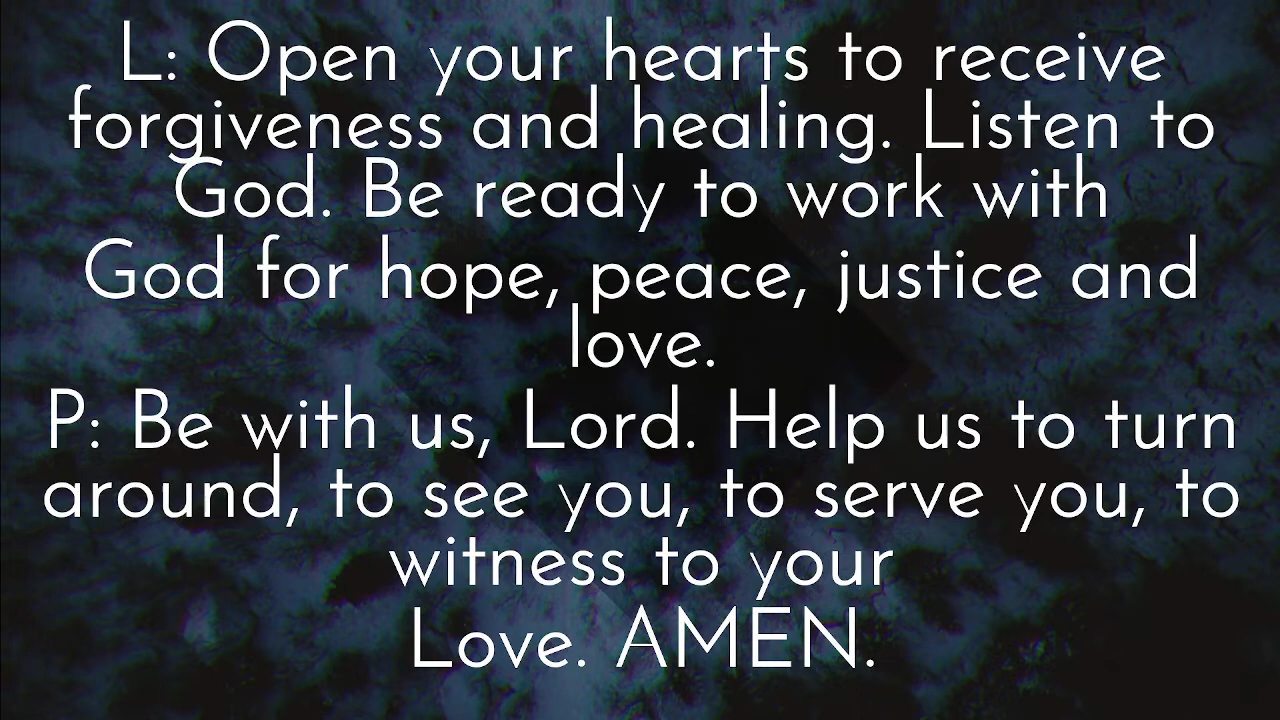 L: Open your hearts to receive
forgiveness and healing. Listen to
God. Be ready to work with
God for hope, peace, justice and
love.
P: Be with us, Lord. Help us to turn
around, to see you, to serve you, to
witness to your
Love. AMEN.